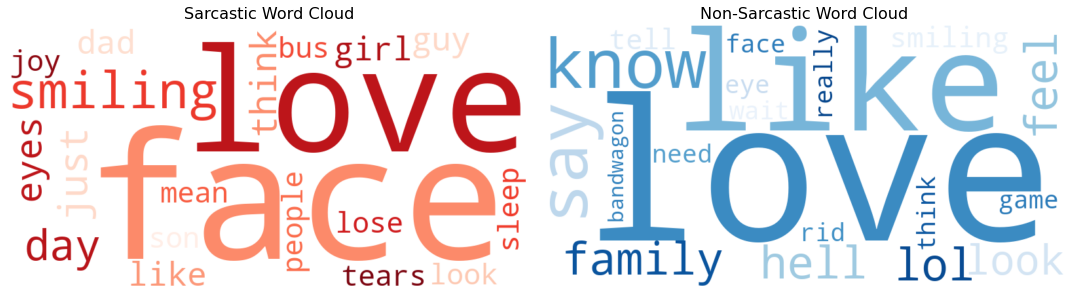 Sarcastic Word Cloud
dad
joy
smiling
love
think
bus
girl
guy
eyes
just
face
mean
people
lose
sleep
day
son
like
tears
look
Non-Sarcastic Word Cloud
tell
know
face
like
really
smiling
feel
eye
wait
say
bandwagon
love
need
game
think
rid
family
hell
lol
look